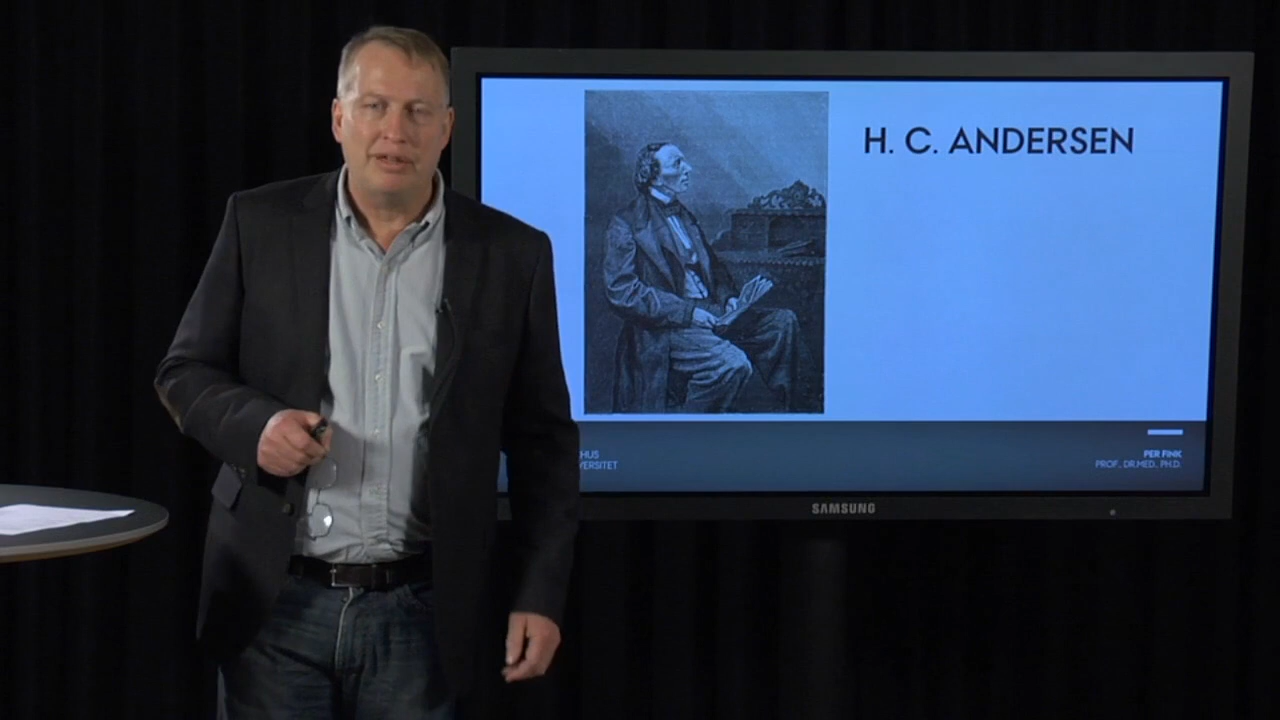 H. C. ANDERSEN
HUS
VERSITET
PER FINK
PROF., DR.MED., PH.D.
SAMSUNG